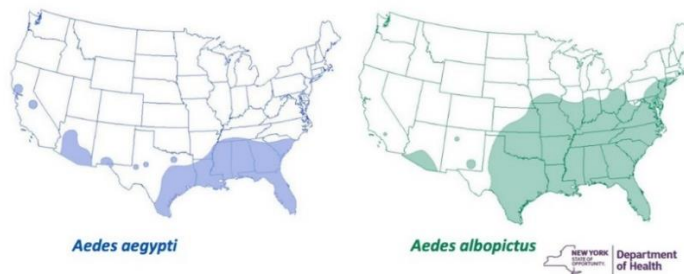 Aedes aegypti
Aedes albopictus
NEW YORK
STATE OF
OPPORTUNITY.
Department
of Health